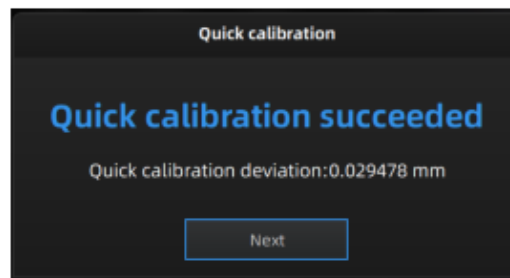 Quick calibration
Quick calibration succeeded
Quick calibration deviation:0.029478 mm
Next